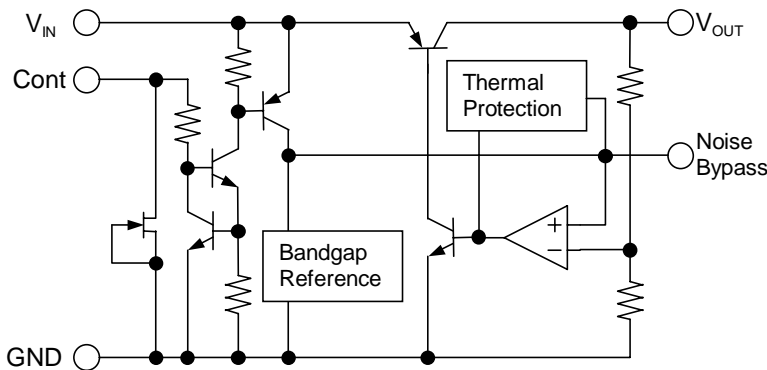 VIN
VOUT
Cont
Thermal
Protection
Noise
Bypass
+
−
Bandgap
Reference
GND